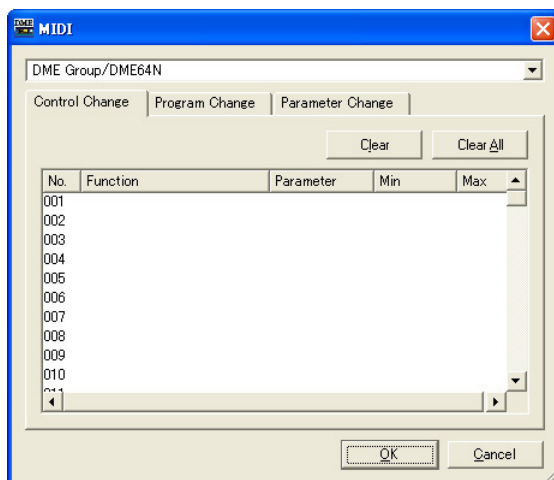 DME MIDI
DME Group/DME64N
Control Change Program Change Parameter Change
Clear Clear All
No. Function Parameter Min Max
001
002
003
004
005
006
007
008
009
010
011
OK Cancel